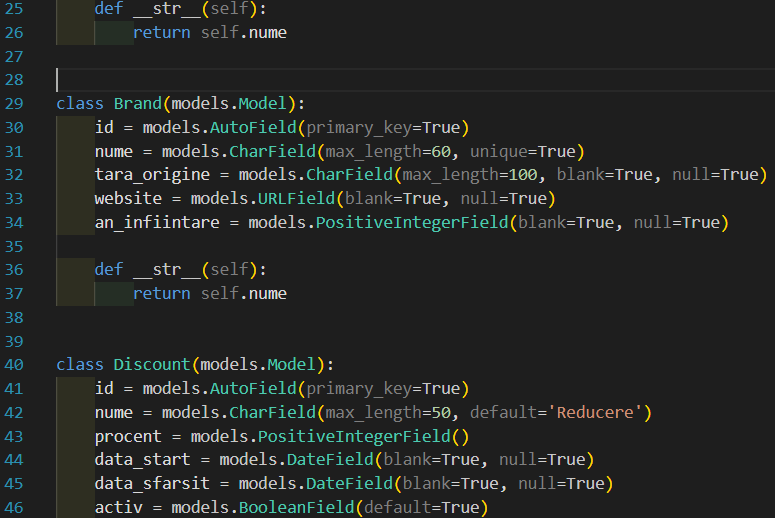 25 def __str__(self):
26 return self.nume
27
28
29 class Brand(models.Model):
30 id = models.AutoField(primary_key=True)
31 nume = models.CharField(max_length=60, unique=True)
32 tara_origine = models.CharField(max_length=100, blank=True, null=True)
33 website = models.URLField(blank=True, null=True)
34 an_infiintare = models.PositiveIntegerField(blank=True, null=True)
35
36 def __str__(self):
37 return self.nume
38
39
40 class Discount(models.Model):
41 id = models.AutoField(primary_key=True)
42 nume = models.CharField(max_length=50, default='Reducere')
43 procent = models.PositiveIntegerField()
44 data_start = models.DateField(blank=True, null=True)
45 data_sfarsit = models.DateField(blank=True, null=True)
46 activ = models.BooleanField(default=True)